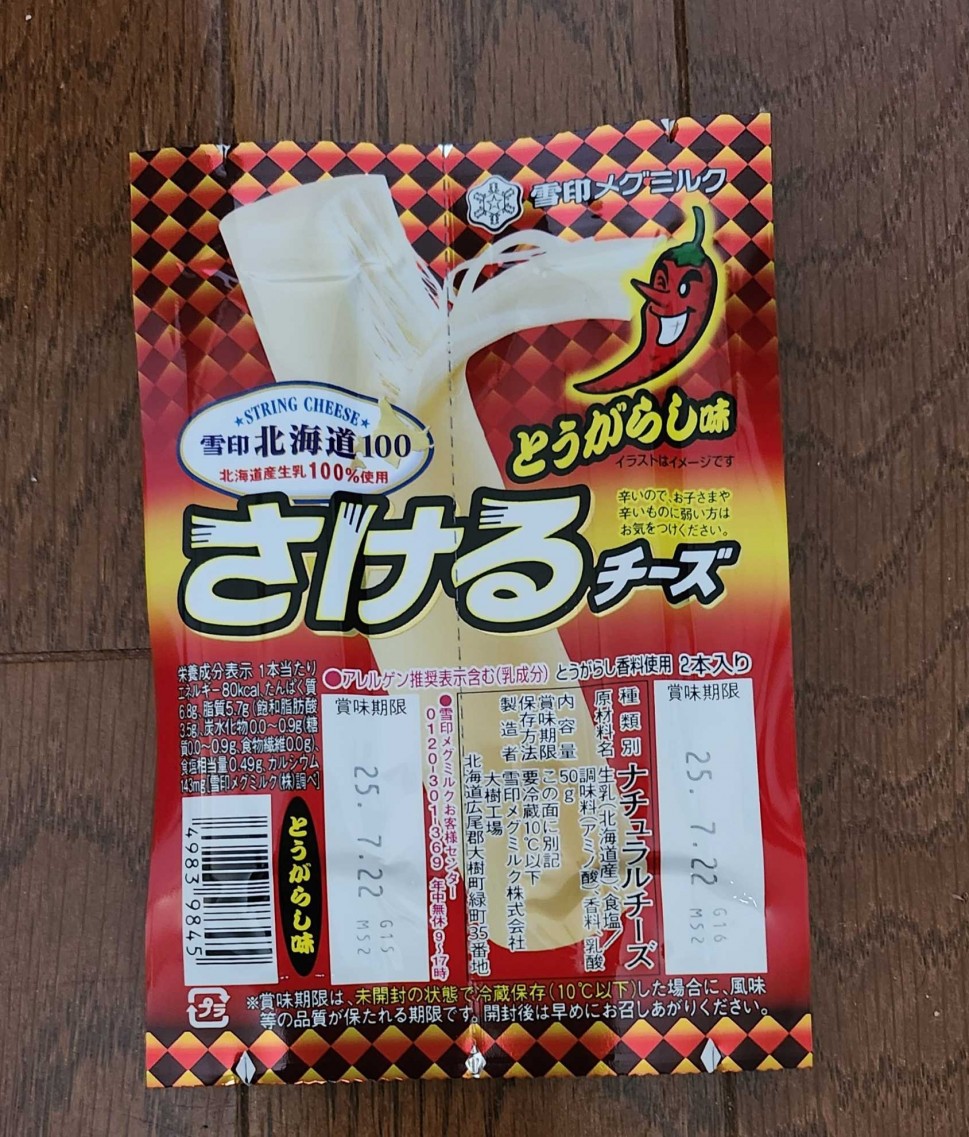 雪印メグミルク
とうがらし味
イラストはイメージです
★STRING CHEESE★
雪印 北海道100
北海道産生乳100%使用
さけるチーズ
辛いので、お子さまや
辛いものに弱い方は
お気をつけください。
●アレルゲン推奨表示含む(乳成分) とうがらし香料使用 2本入り
栄養成分表示 1本当たり
エネルギー80kcal、たんぱく質
6.8g、脂質5.7g(飽和脂肪酸
3.5g)、炭水化物0.0～0.9g(糖
質0.0～0.9g、食物繊維0.0g)、
食塩相当量0.49g、カルシウム
143mg[雪印メグミルク(株)調べ]
賞味期限
25. 7.22
G15
M52
賞味期限
25. 7.22
G16
M52
種類別 ナチュラルチーズ
原材料名 生乳(北海道産)、食塩/
調味料(アミノ酸)、香料、乳酸
内容量 50g
賞味期限 この面に別記
保存方法 要冷蔵10℃以下
製造者 雪印メグミルク株式会社
大樹工場
北海道広尾郡大樹町緑町35番地
●雪印メグミルクお客様センター
0120-301-369 年中無休 9～17時
とうがらし味
4983 9845
プラ
※賞味期限は、未開封の状態で冷蔵保存(10℃以下)した場合に、風味
等の品質が保たれる期限です。開封後は早めにお召しあがりください。